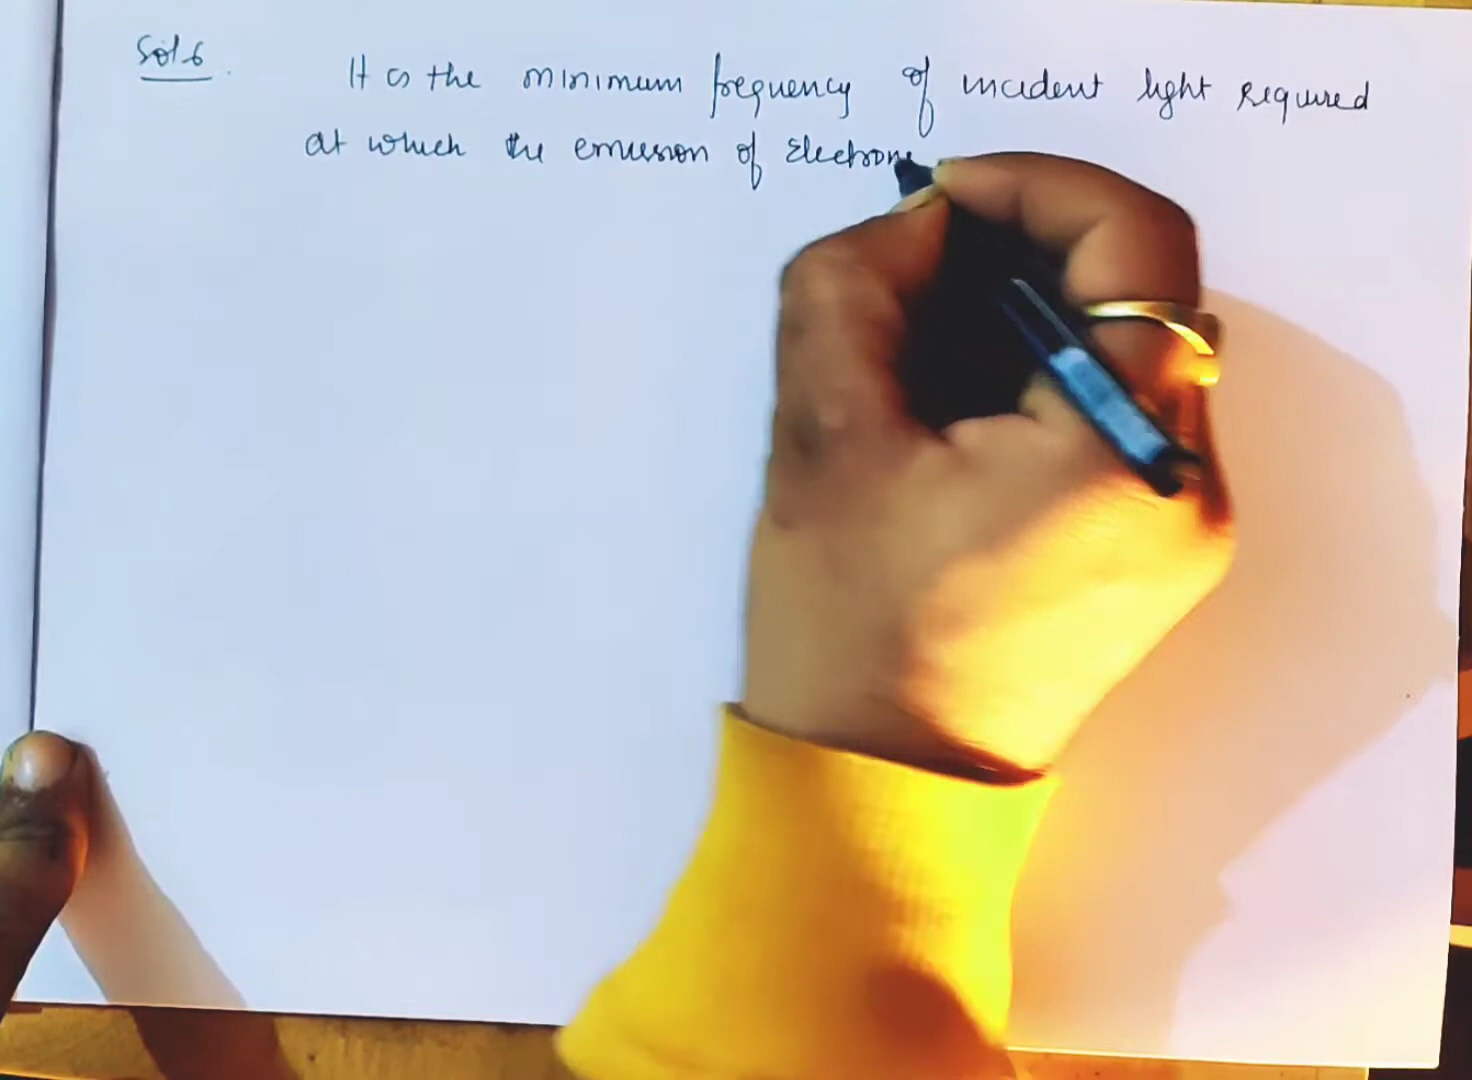 Sol 6.
It is the minimum frequency of incident light required
at which the emission of Electrons